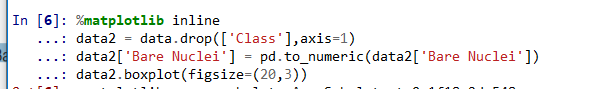 In [6]: %matplotlib inline
...: data2 = data.drop(['Class'],axis=1)
...: data2['Bare Nuclei'] = pd.to_numeric(data2['Bare Nuclei'])
...: data2.boxplot(figsize=(20,3))